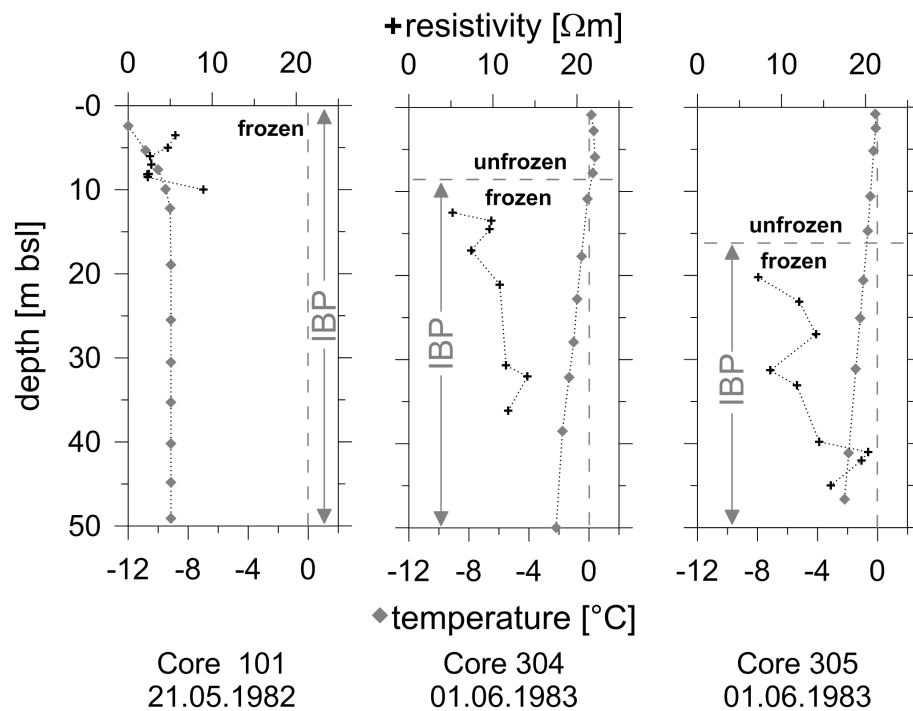 +resistivity [Ωm]
0 10 20 0 10 20 0 10 20
depth [m bsl]
-0
10
20
30
40
50
frozen
IBP
unfrozen
frozen
IBP
unfrozen
frozen
IBP
-12 -8 -4 0 -12 -8 -4 0 -12 -8 -4 0
temperature [°C]
Core 101 Core 304 Core 305
21.05.1982 01.06.1983 01.06.1983